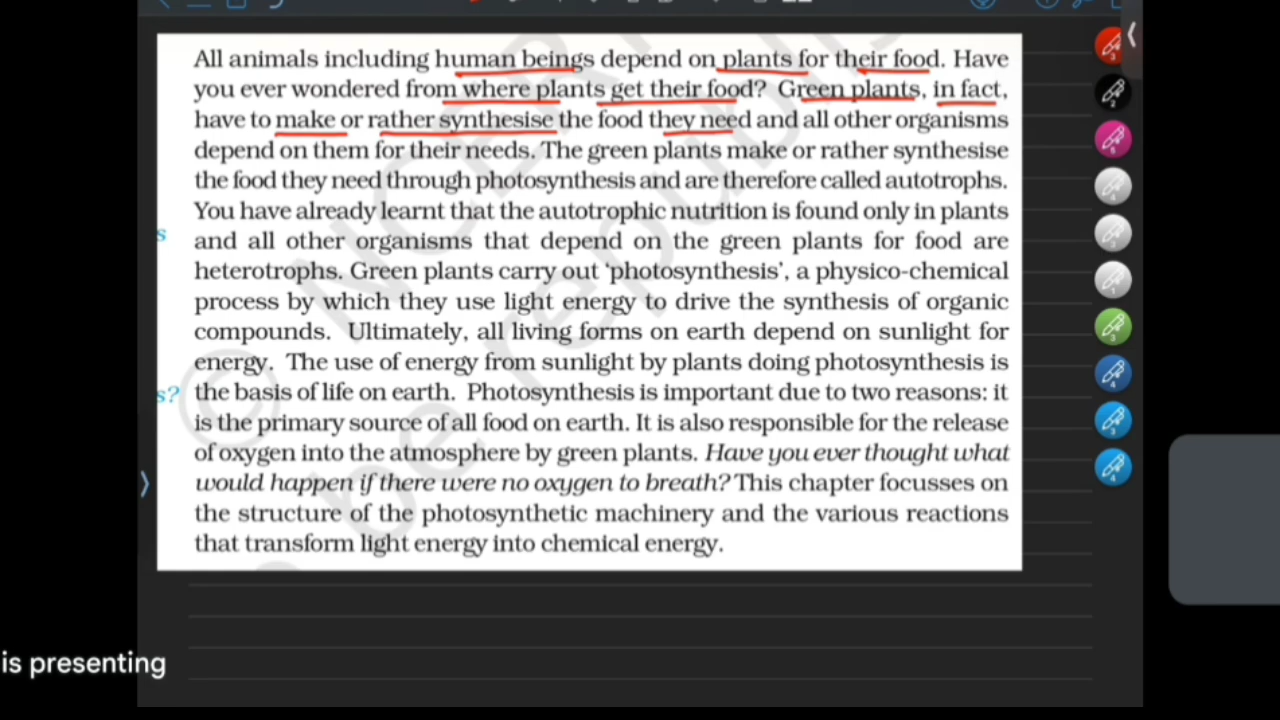 All animals including human beings depend on plants for their food. Have
you ever wondered from where plants get their food? Green plants, in fact,
have to make or rather synthesise the food they need and all other organisms
depend on them for their needs. The green plants make or rather synthesise
the food they need through photosynthesis and are therefore called autotrophs.
You have already learnt that the autotrophic nutrition is found only in plants
s
and all other organisms that depend on the green plants for food are
heterotrophs. Green plants carry out ‘photosynthesis’, a physico-chemical
process by which they use light energy to drive the synthesis of organic
compounds. Ultimately, all living forms on earth depend on sunlight for
energy. The use of energy from sunlight by plants doing photosynthesis is
s?
the basis of life on earth. Photosynthesis is important due to two reasons: it
is the primary source of all food on earth. It is also responsible for the release
of oxygen into the atmosphere by green plants. Have you ever thought what
would happen if there were no oxygen to breath? This chapter focusses on
the structure of the photosynthetic machinery and the various reactions
that transform light energy into chemical energy.
is presenting